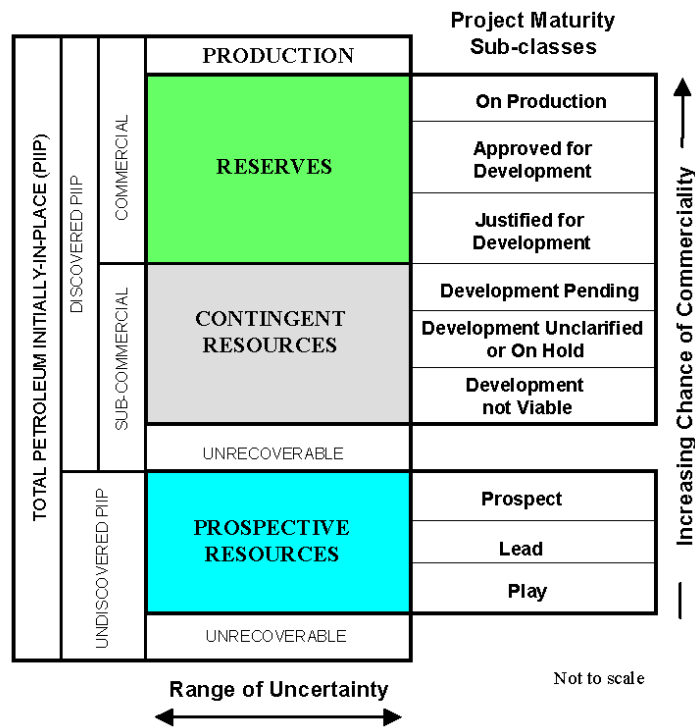 Project Maturity
Sub-classes
TOTAL PETROLEUM INITIALLY-IN-PLACE (PIIP)
DISCOVERED PIIP
COMMERCIAL
PRODUCTION
RESERVES
On Production
Approved for
Development
Justified for
Development
SUB-COMMERCIAL
CONTINGENT
RESOURCES
Development Pending
Development Unclarified
or On Hold
Development
not Viable
UNRECOVERABLE
UNDISCOVERED PIIP
PROSPECTIVE
RESOURCES
Prospect
Lead
Play
UNRECOVERABLE
Increasing Chance of Commerciality
Range of Uncertainty
Not to scale